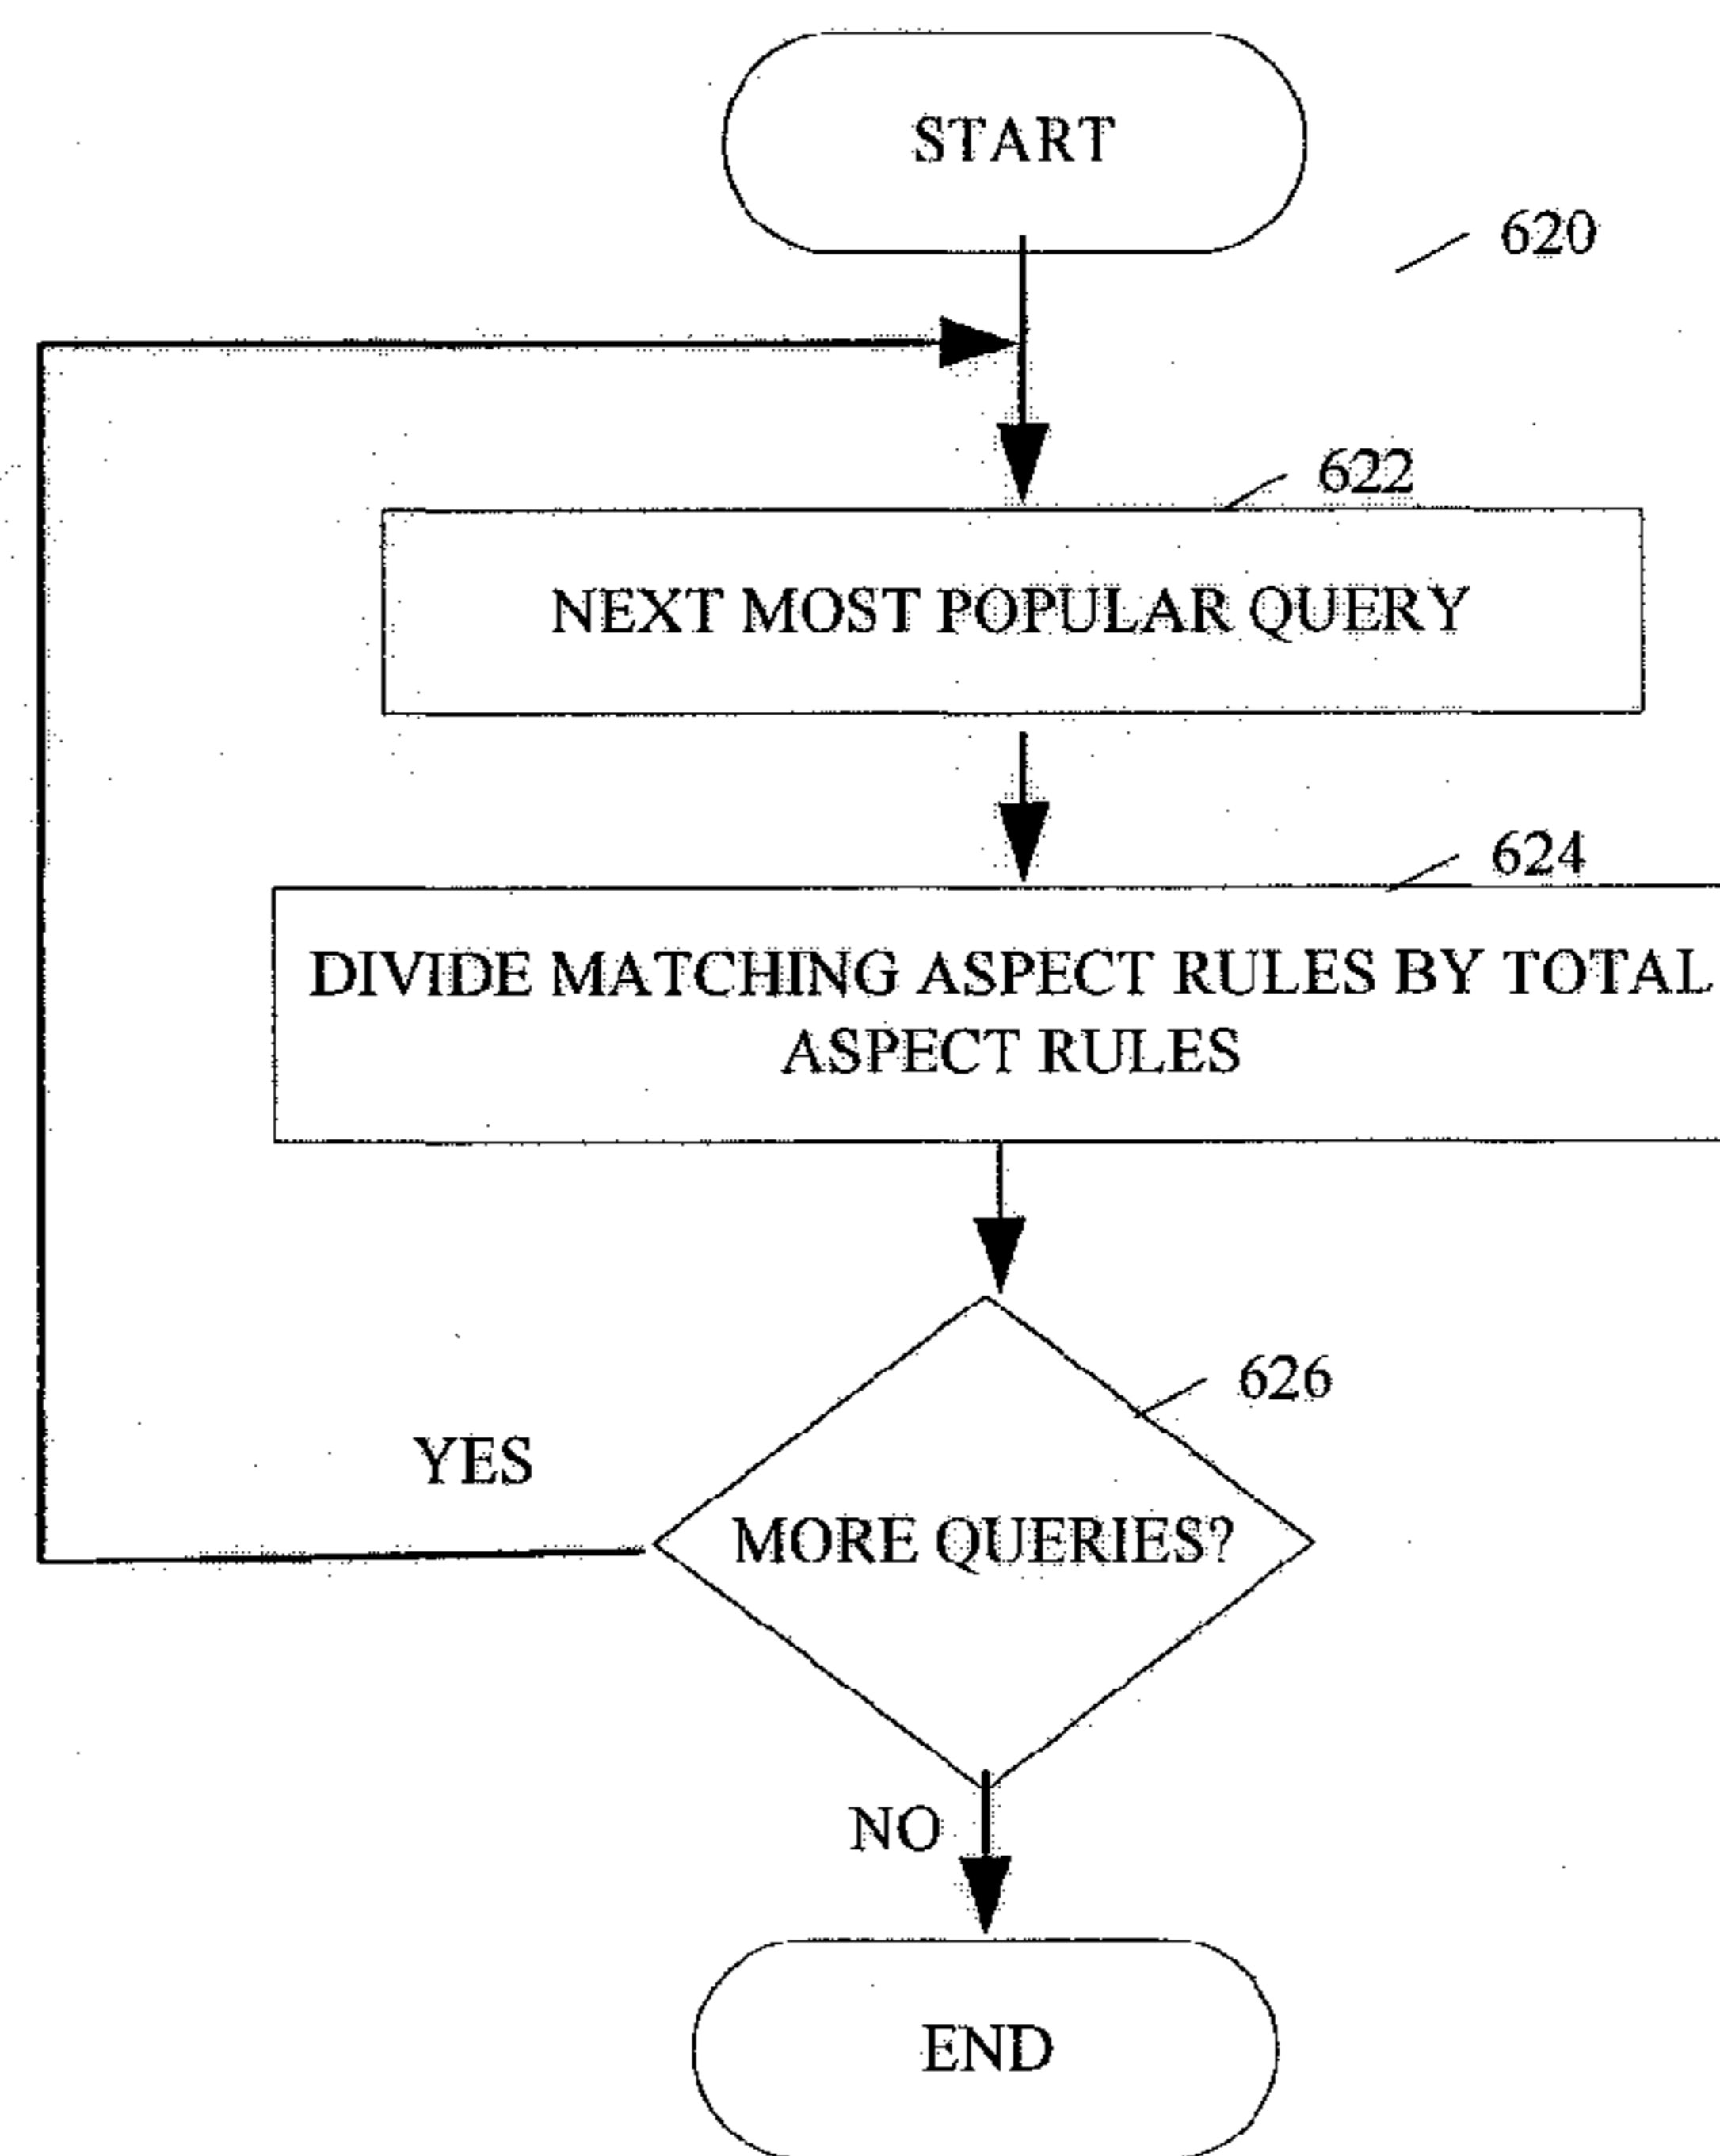 START
620
622
NEXT MOST POPULAR QUERY
624
DIVIDE MATCHING ASPECT RULES BY TOTAL
ASPECT RULES
626
YES
MORE QUERIES?
NO
END